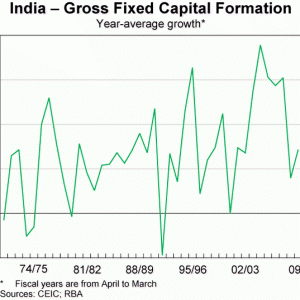 India – Gross Fixed Capital Formation
Year-average growth*
74/75 81/82 88/89 95/96 02/03 09
* Fiscal years are from April to March
Sources: CEIC; RBA